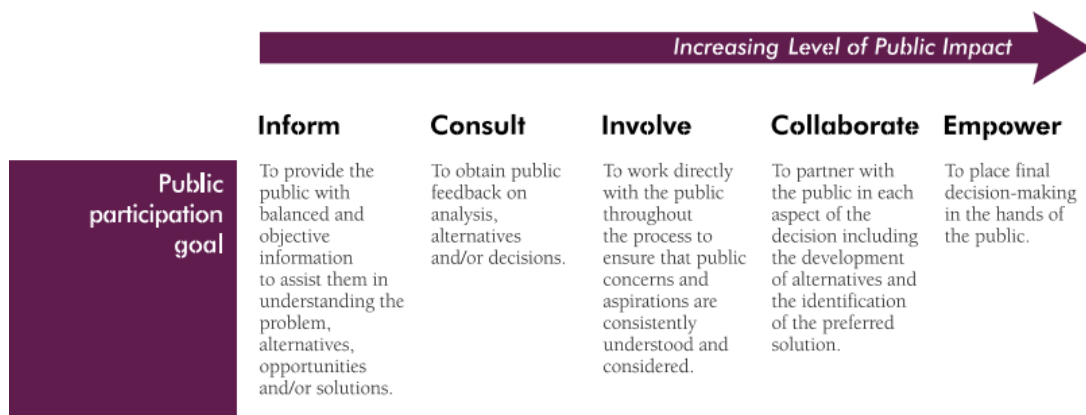 Increasing Level of Public Impact
Inform
Consult
Involve
Collaborate
Empower
Public
participation
goal
To provide the
public with
balanced and
objective
information
to assist them in
understanding the
problem,
alternatives,
opportunities
and/or solutions.
To obtain public
feedback on
analysis,
alternatives
and/or decisions.
To work directly
with the public
throughout
the process to
ensure that public
concerns and
aspirations are
consistently
understood and
considered.
To partner with
the public in each
aspect of the
decision including
the development
of alternatives and
the identification
of the preferred
solution.
To place final
decision-making
in the hands of
the public.